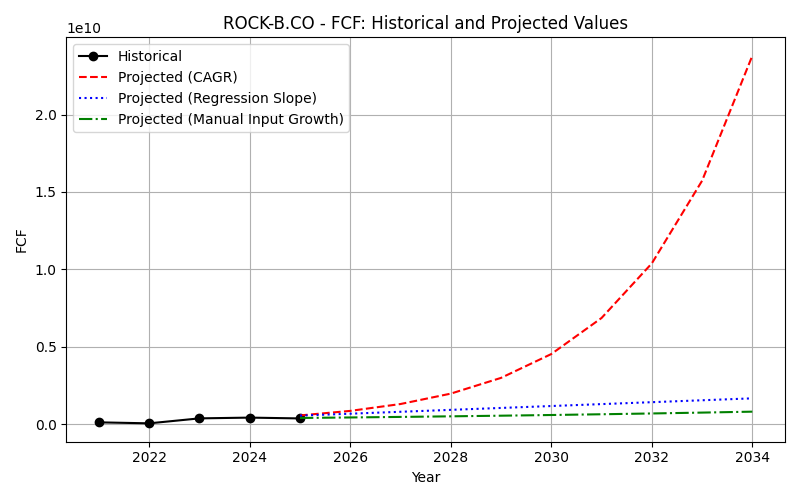 ROCK-B.CO - FCF: Historical and Projected Values
1e10
Historical
Projected (CAGR)
Projected (Regression Slope)
Projected (Manual Input Growth)
2.0
1.5
1.0
0.5
0.0
FCF
2022 2024 2026 2028 2030 2032 2034
Year